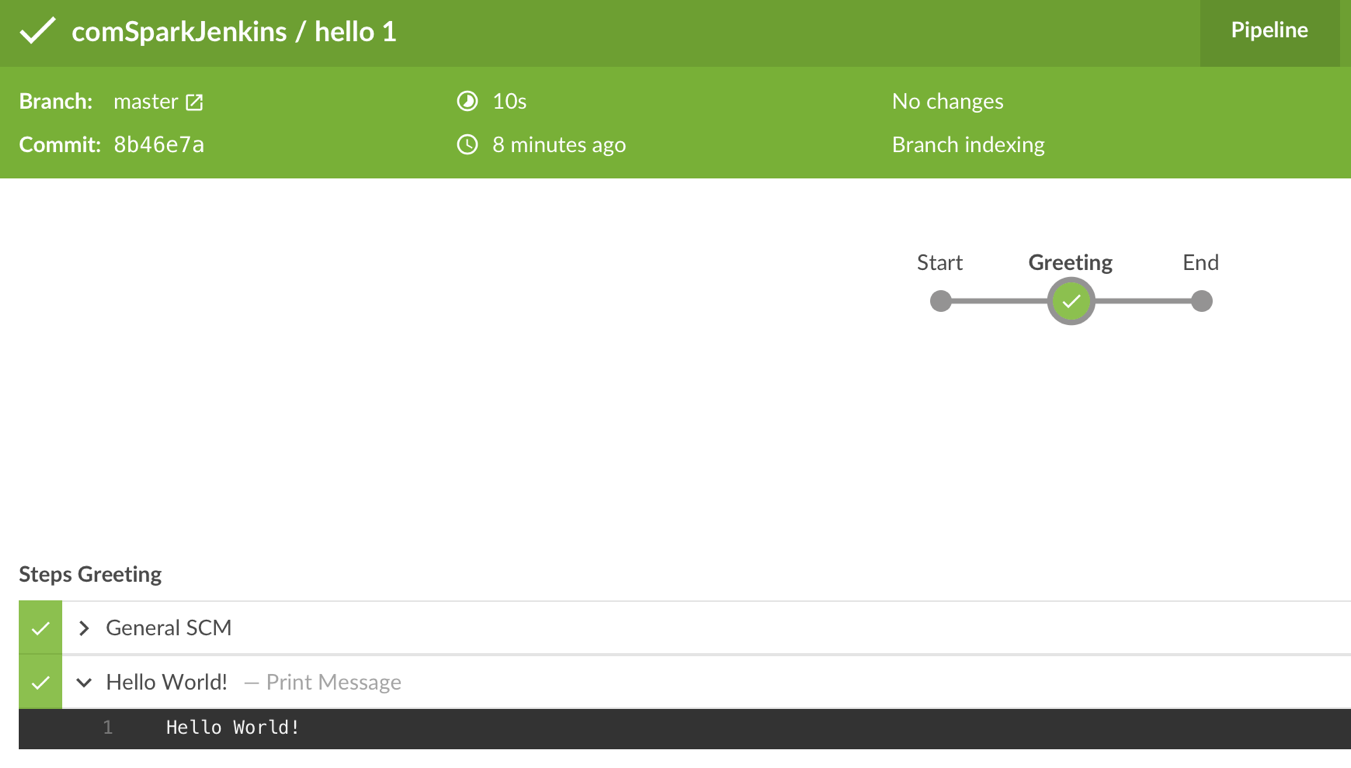 comSparkJenkins / hello 1
Pipeline
Branch: master
10s
No changes
Commit: 8b46e7a
8 minutes ago
Branch indexing
Start Greeting End
Steps Greeting
General SCM
Hello World! — Print Message
1 Hello World!